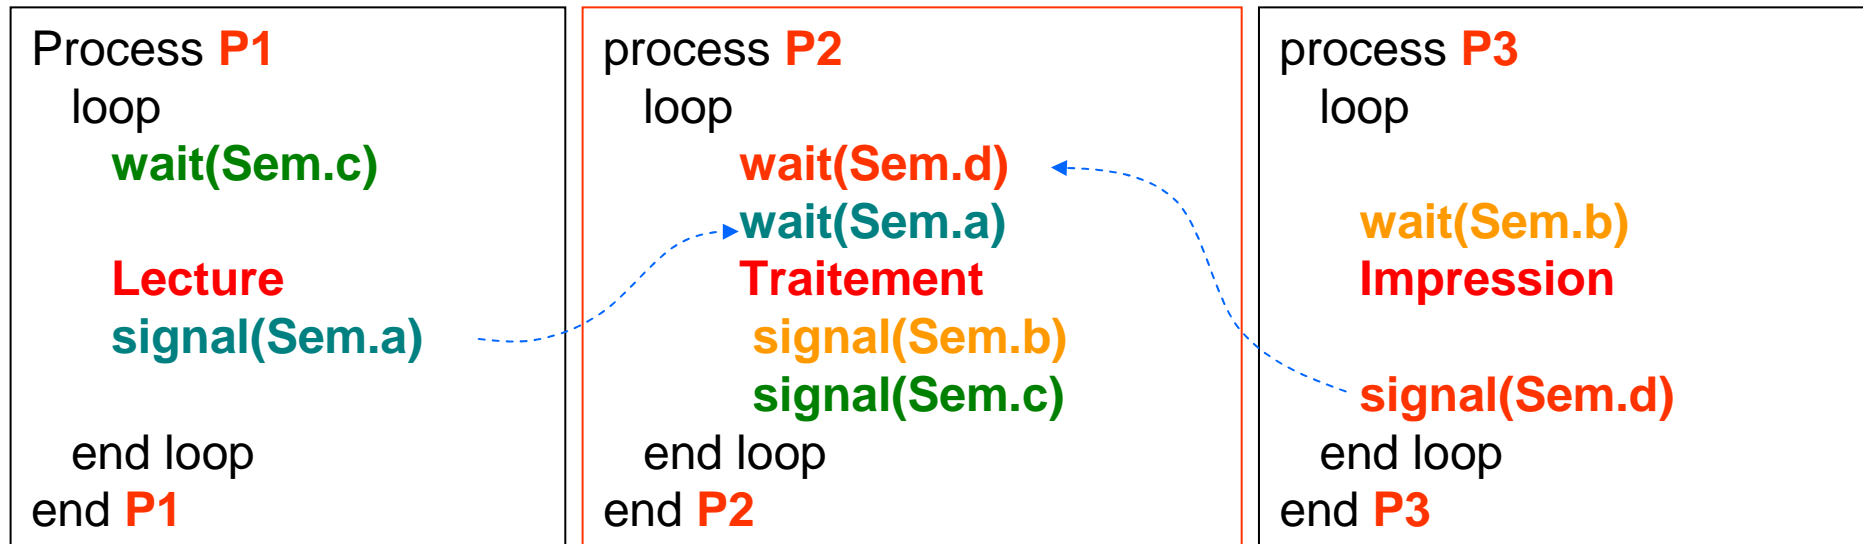 Process P1
loop
wait(Sem.c)
Lecture
signal(Sem.a)
end loop
end P1
process P2
loop
wait(Sem.d)
wait(Sem.a)
Traitement
signal(Sem.b)
signal(Sem.c)
end loop
end P2
process P3
loop
wait(Sem.b)
Impression
signal(Sem.d)
end loop
end P3